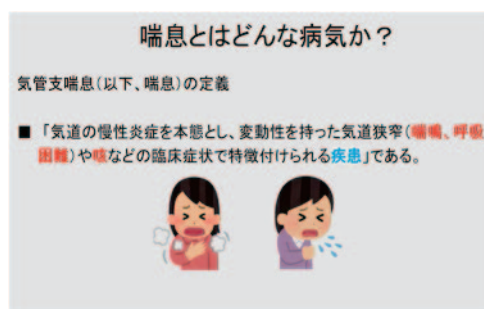 喘息とはどんな病気か？
気管支喘息(以下、喘息)の定義
■ 「気道の慢性炎症を本態とし、変動性を持った気道狭窄(喘鳴、呼吸
困難)や咳などの臨床症状で特徴付けられる疾患」である。